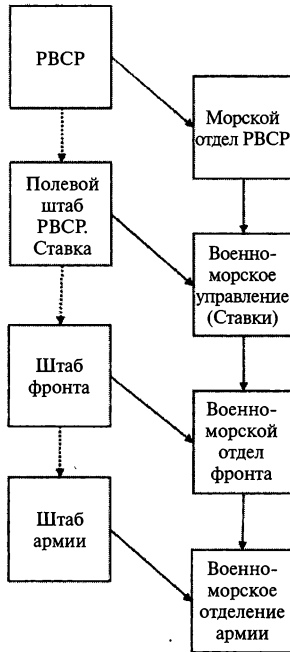 РВСР
Морской
отдел РВСР
Полевой
штаб
РВСР.
Ставка
Военно-
морское
управление
(Ставки)
Штаб
фронта
Военно-
морской
отдел
фронта
Штаб
армии
Военно-
морское
отделение
армии